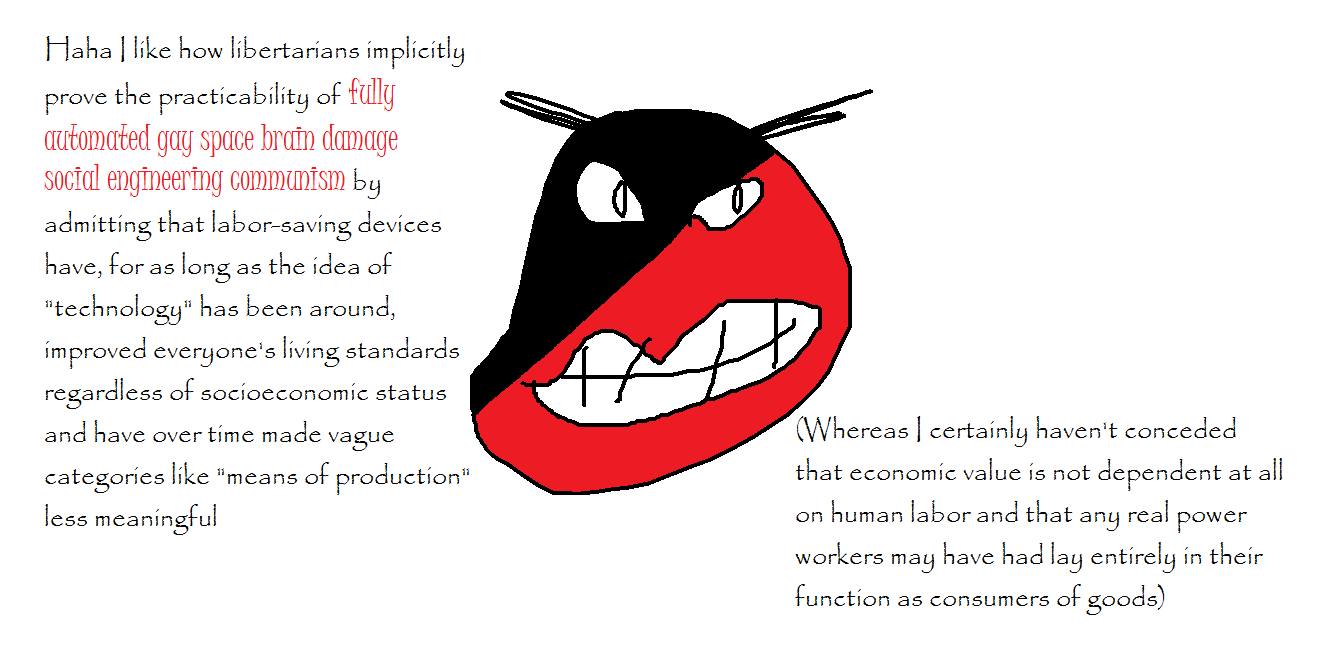 Haha I like how libertarians implicitly
prove the practicability of fully
automated gay space brain damage
social engineering communism by
admitting that labor-saving devices
have, for as long as the idea of
"technology" has been around,
improved everyone's living standards
regardless of socioeconomic status
and have over time made vague
categories like "means of production"
less meaningful
(Whereas I certainly haven't conceded
that economic value is not dependent at all
on human labor and that any real power
workers may have had lay entirely in their
function as consumers of goods)